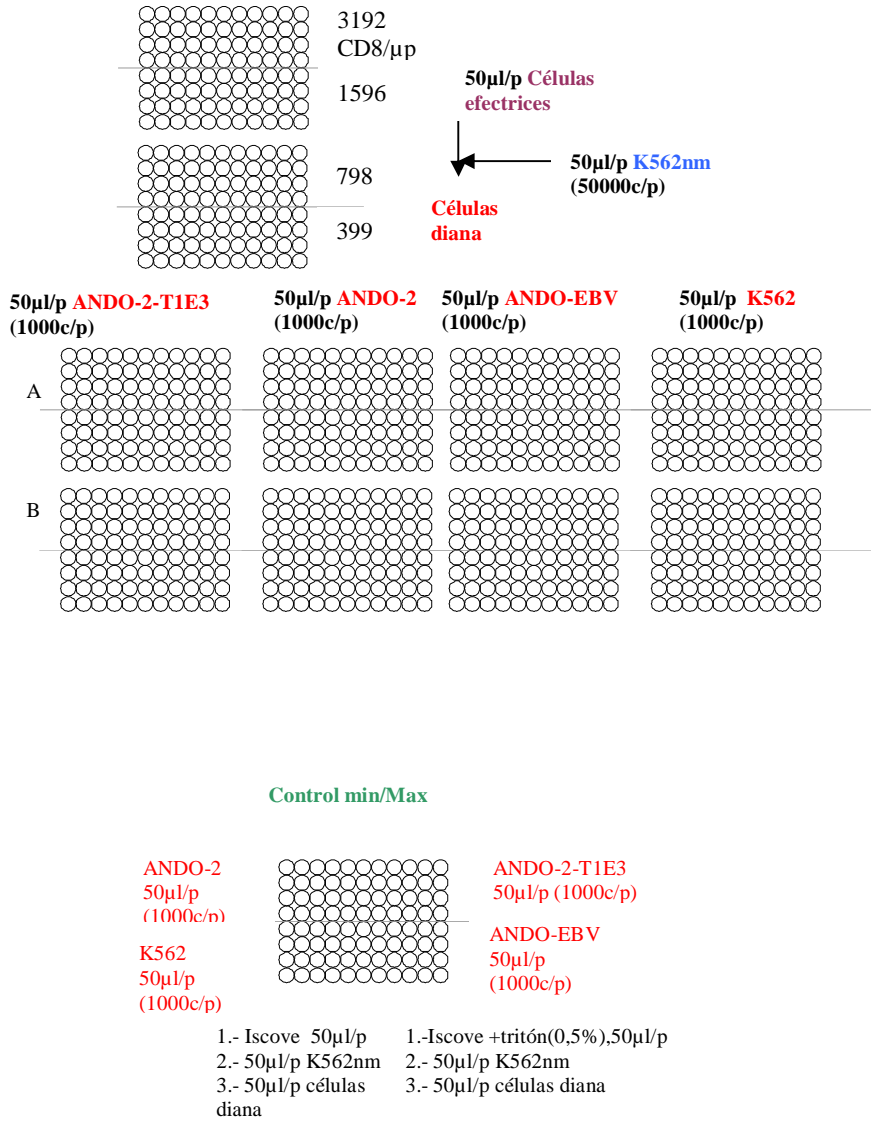 3192
CD8/µp
1596
50µl/p Células
efectrices
50µl/p K562nm
(50000c/p)
798
399
Células
diana
50µl/p ANDO-2-T1E3
(1000c/p)
50µl/p ANDO-2
(1000c/p)
50µl/p ANDO-EBV
(1000c/p)
50µl/p K562
(1000c/p)
A
B
Control min/Max
ANDO-2
50µl/p
(1000c/p)
K562
50µl/p
(1000c/p)
ANDO-2-T1E3
50µl/p (1000c/p)
ANDO-EBV
50µl/p
(1000c/p)
1.- Iscove 50µl/p
2.- 50µl/p K562nm
3.- 50µl/p células
diana
1.-Iscove +tritón(0,5%),50µl/p
2.- 50µl/p K562nm
3.- 50µl/p células diana